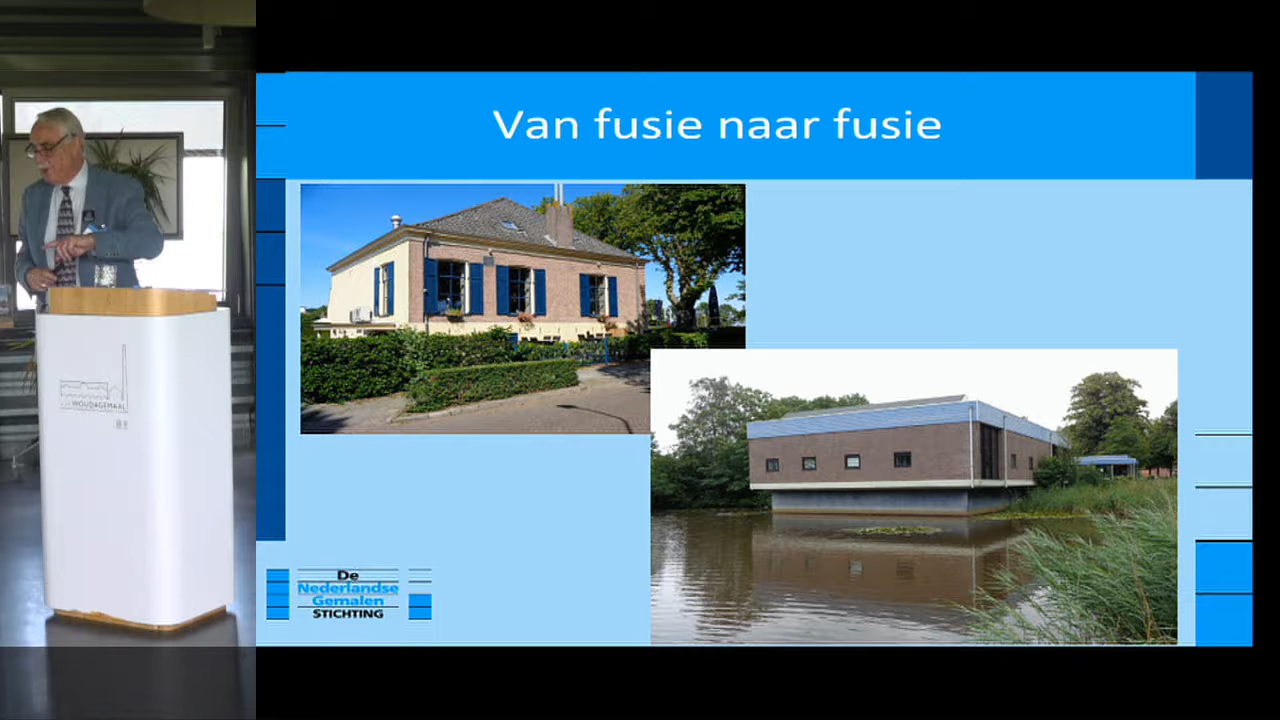 Van fusie naar fusie
WOUDAGEMAAL
De
Nederlandse
Gemalen
STICHTING